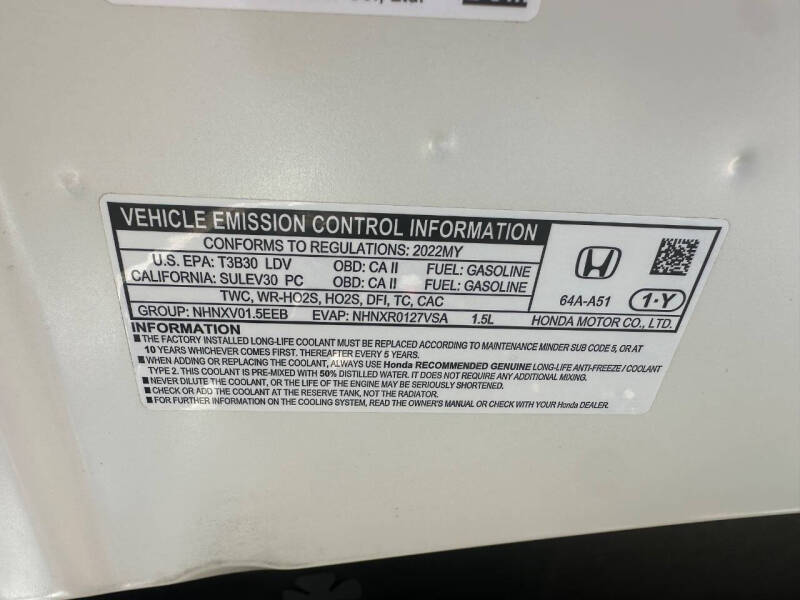 VEHICLE EMISSION CONTROL INFORMATION
CONFORMS TO REGULATIONS: 2022MY
U.S. EPA: T3B30 LDV OBD: CA II FUEL: GASOLINE
CALIFORNIA: SULEV30 PC OBD: CA II FUEL: GASOLINE
TWC, WR-HO2S, HO2S, DFI, TC, CAC
64A-A51 1·Y
GROUP: NHNXV01.5EEB EVAP: NHNXR0127VSA 1.5L HONDA MOTOR CO., LTD.
INFORMATION
■THE FACTORY INSTALLED LONG-LIFE COOLANT MUST BE REPLACED ACCORDING TO MAINTENANCE MINDER SUB CODE 5, OR AT
10 YEARS WHICHEVER COMES FIRST. THEREAFTER EVERY 5 YEARS.
■WHEN ADDING OR REPLACING THE COOLANT, ALWAYS USE Honda RECOMMENDED GENUINE LONG-LIFE ANTI-FREEZE / COOLANT
TYPE 2. THIS COOLANT IS PRE-MIXED WITH 50% DISTILLED WATER. IT DOES NOT REQUIRE ANY ADDITIONAL MIXING.
■NEVER DILUTE THE COOLANT, OR THE LIFE OF THE ENGINE MAY BE SERIOUSLY SHORTENED.
■CHECK OR ADD THE COOLANT AT THE RESERVE TANK, NOT THE RADIATOR.
■FOR FURTHER INFORMATION ON THE COOLING SYSTEM, READ THE OWNER'S MANUAL OR CHECK WITH YOUR Honda DEALER.